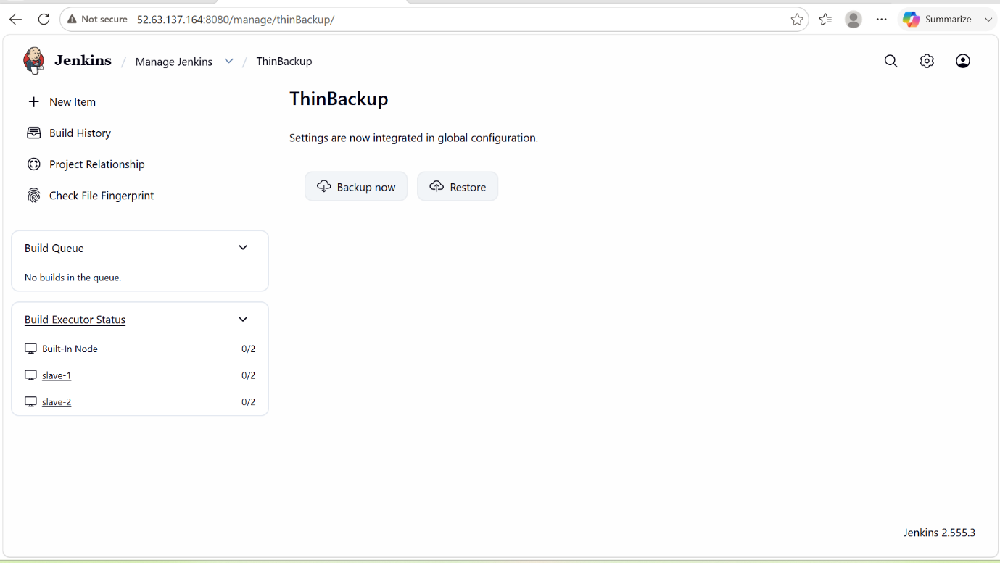 Not secure 52.63.137.164:8080/manage/thinBackup/ Summarize
Jenkins / Manage Jenkins / ThinBackup
New Item
Build History
Project Relationship
Check File Fingerprint
Build Queue
No builds in the queue.
Build Executor Status
Built-In Node 0/2
slave-1 0/2
slave-2 0/2
ThinBackup
Settings are now integrated in global configuration.
Backup now Restore
Jenkins 2.555.3